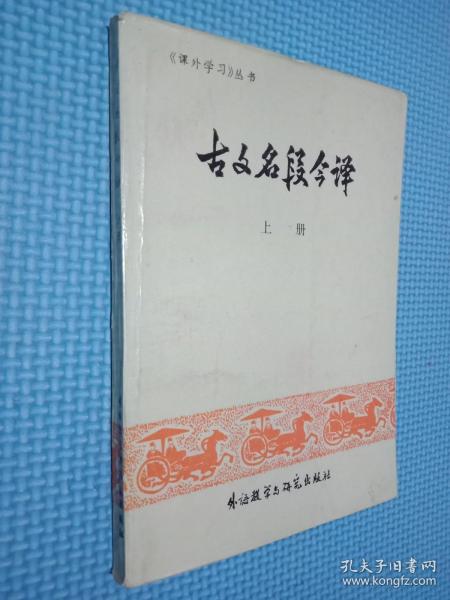 《课外学习》丛书
古文名段今译
上 册
外语教学与研究出版社
孔夫子旧书网
www.kongfz.com